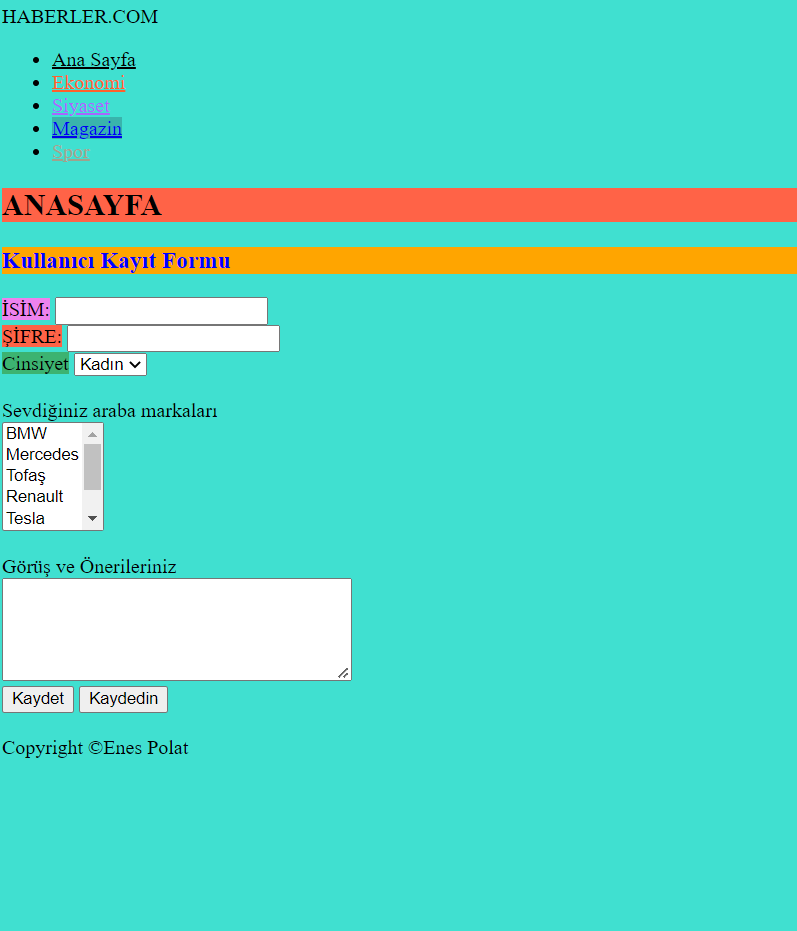 HABERLER.COM
Ana Sayfa
Ekonomi
Siyaset
Magazin
Spor
ANASAYFA
Kullanıcı Kayıt Formu
İSİM:
ŞİFRE:
Cinsiyet Kadın
Sevdiğiniz araba markaları
BMW
Mercedes
Tofaş
Renault
Tesla
Görüş ve Önerileriniz
Kaydet Kaydedin
Copyright ©Enes Polat